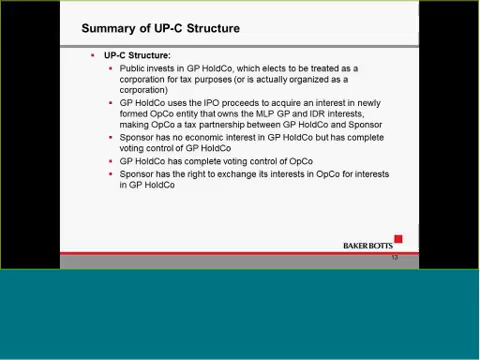 Summary of UP-C Structure
UP-C Structure:
Public invests in GP HoldCo, which elects to be treated as a
corporation for tax purposes (or is actually organized as a
corporation)
GP HoldCo uses the IPO proceeds to acquire an interest in newly
formed OpCo entity that owns the MLP GP and IDR interests,
making OpCo a tax partnership between GP HoldCo and Sponsor
Sponsor has no economic interest in GP HoldCo but has complete
voting control of GP HoldCo
GP HoldCo has complete voting control of OpCo
Sponsor has the right to exchange its interests in OpCo for interests
in GP HoldCo
BAKER BOTTS
13